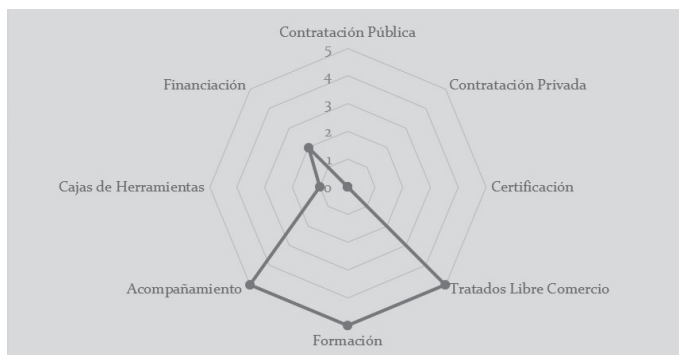 Contratación Pública
5
Financiación
4
Contratación Privada
3
2
1
Cajas de Herramientas
0
Certificación
Acompañamiento
Tratados Libre Comercio
Formación